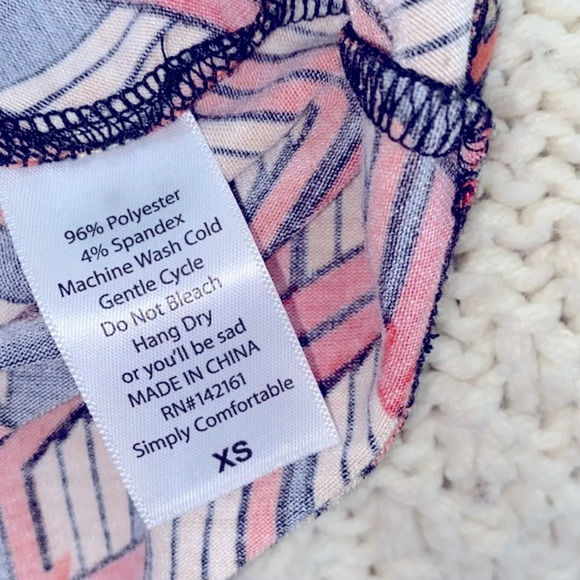 96% Polyester
4% Spandex
Machine Wash Cold
Gentle Cycle
Do Not Bleach
Hang Dry
or you'll be sad
MADE IN CHINA
RN#142161
Simply Comfortable
XS